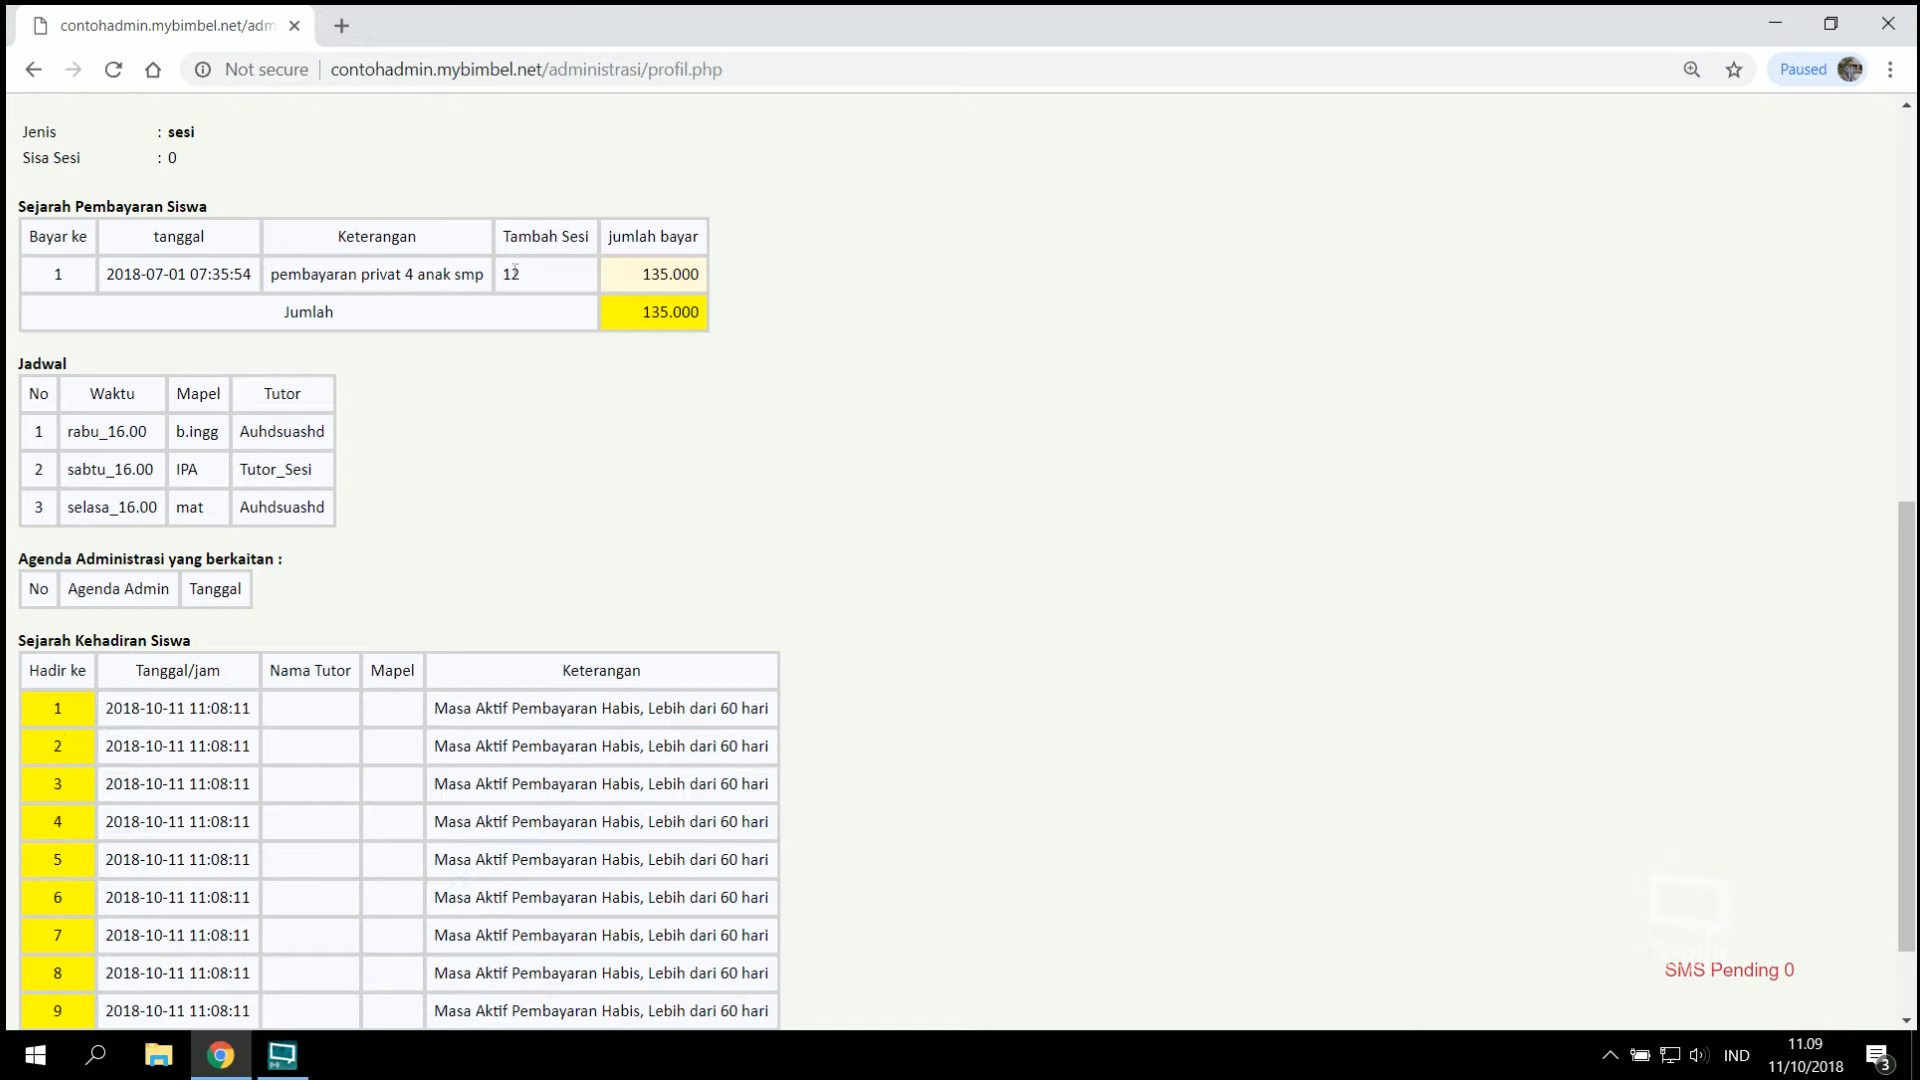 contohadmin.mybimbel.net/adm
Not secure | contohadmin.mybimbel.net/administrasi/profil.php Paused
Jenis : sesi
Sisa Sesi : 0
Sejarah Pembayaran Siswa
Bayar ke tanggal Keterangan Tambah Sesi jumlah bayar
1 2018-07-01 07:35:54 pembayaran privat 4 anak smp 12 135.000
Jumlah 135.000
Jadwal
No Waktu Mapel Tutor
1 rabu_16.00 b.ingg Auhdsuashd
2 sabtu_16.00 IPA Tutor_Sesi
3 selasa_16.00 mat Auhdsuashd
Agenda Administrasi yang berkaitan :
No Agenda Admin Tanggal
Sejarah Kehadiran Siswa
Hadir ke Tanggal/jam Nama Tutor Mapel Keterangan
1 2018-10-11 11:08:11 Masa Aktif Pembayaran Habis, Lebih dari 60 hari
2 2018-10-11 11:08:11 Masa Aktif Pembayaran Habis, Lebih dari 60 hari
3 2018-10-11 11:08:11 Masa Aktif Pembayaran Habis, Lebih dari 60 hari
4 2018-10-11 11:08:11 Masa Aktif Pembayaran Habis, Lebih dari 60 hari
5 2018-10-11 11:08:11 Masa Aktif Pembayaran Habis, Lebih dari 60 hari
6 2018-10-11 11:08:11 Masa Aktif Pembayaran Habis, Lebih dari 60 hari
7 2018-10-11 11:08:11 Masa Aktif Pembayaran Habis, Lebih dari 60 hari
8 2018-10-11 11:08:11 Masa Aktif Pembayaran Habis, Lebih dari 60 hari
9 2018-10-11 11:08:11 Masa Aktif Pembayaran Habis, Lebih dari 60 hari
SMS Pending 0
IND
11.09
11/10/2018
3